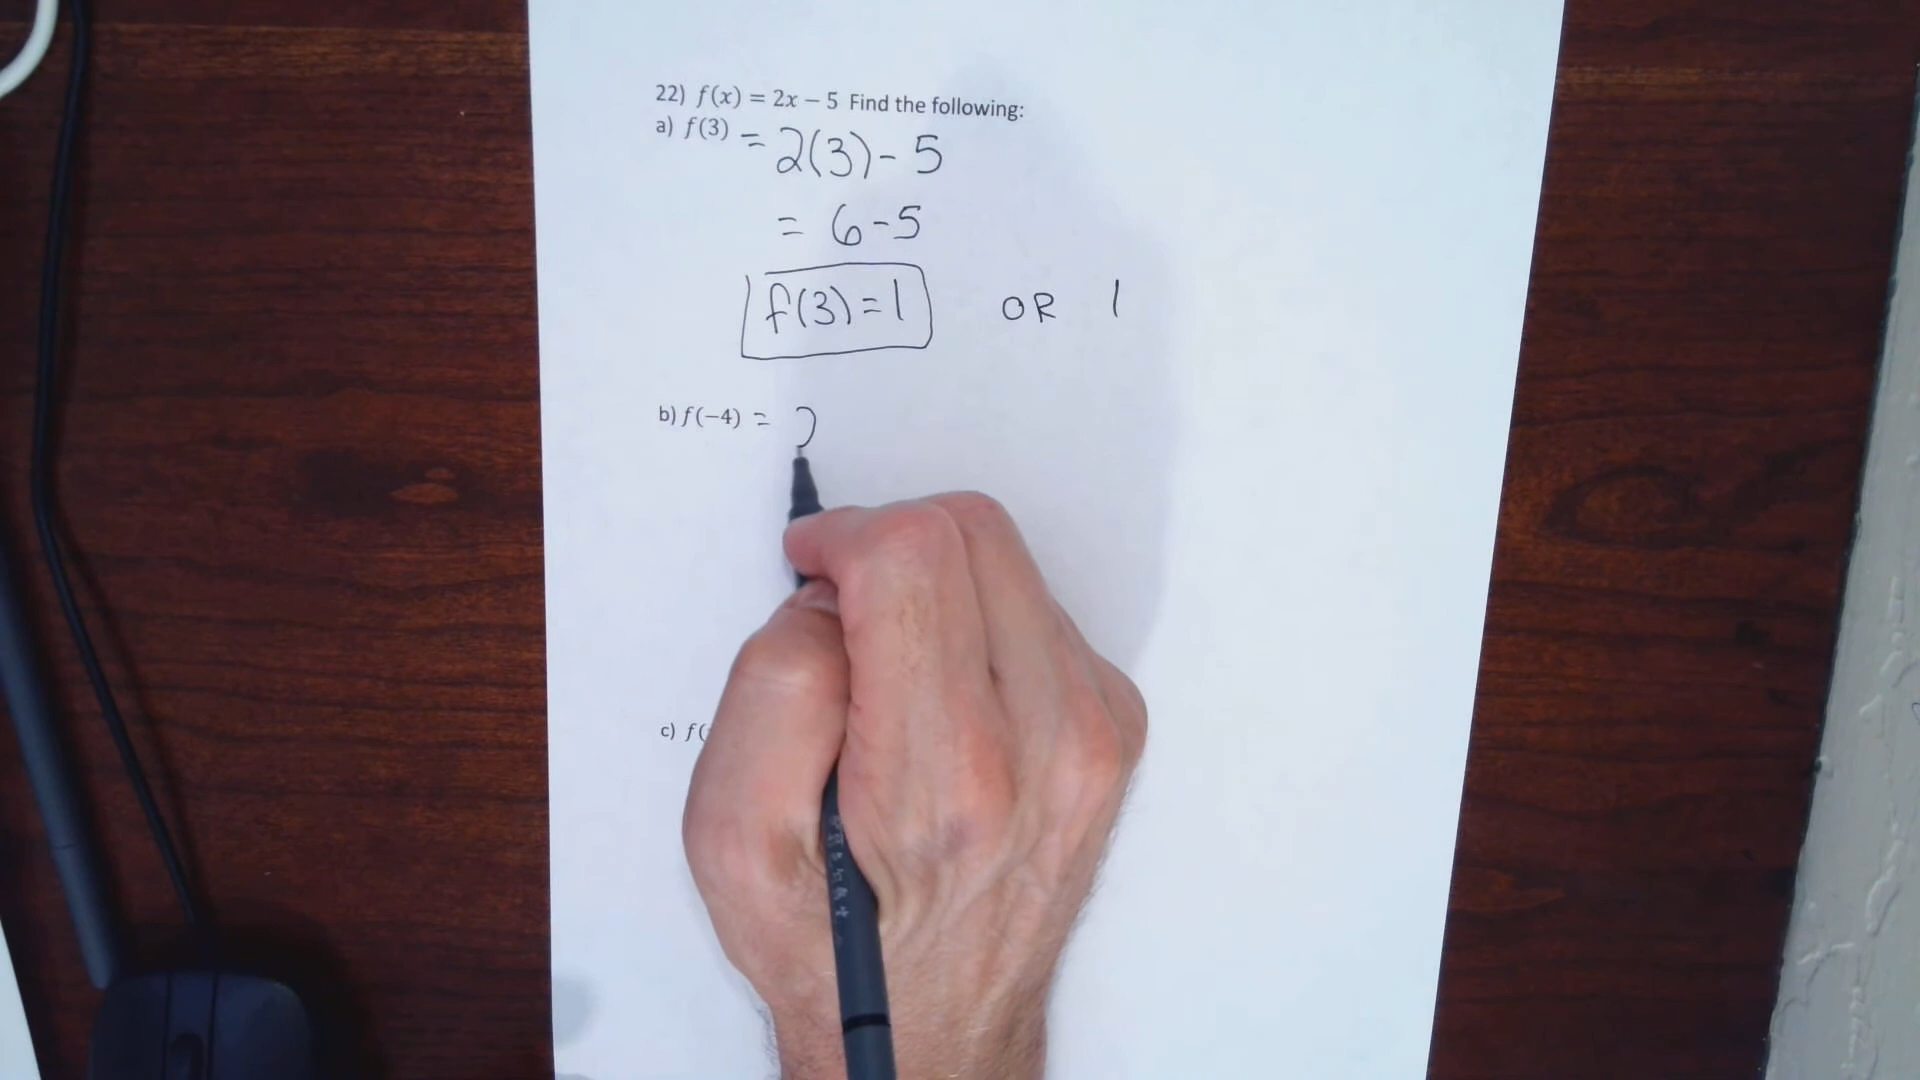 22) f(x) = 2x – 5 Find the following:
a) f(3) = 2(3) - 5
= 6 - 5
f(3) = 1 OR 1
b) f(−4) =
c) f(